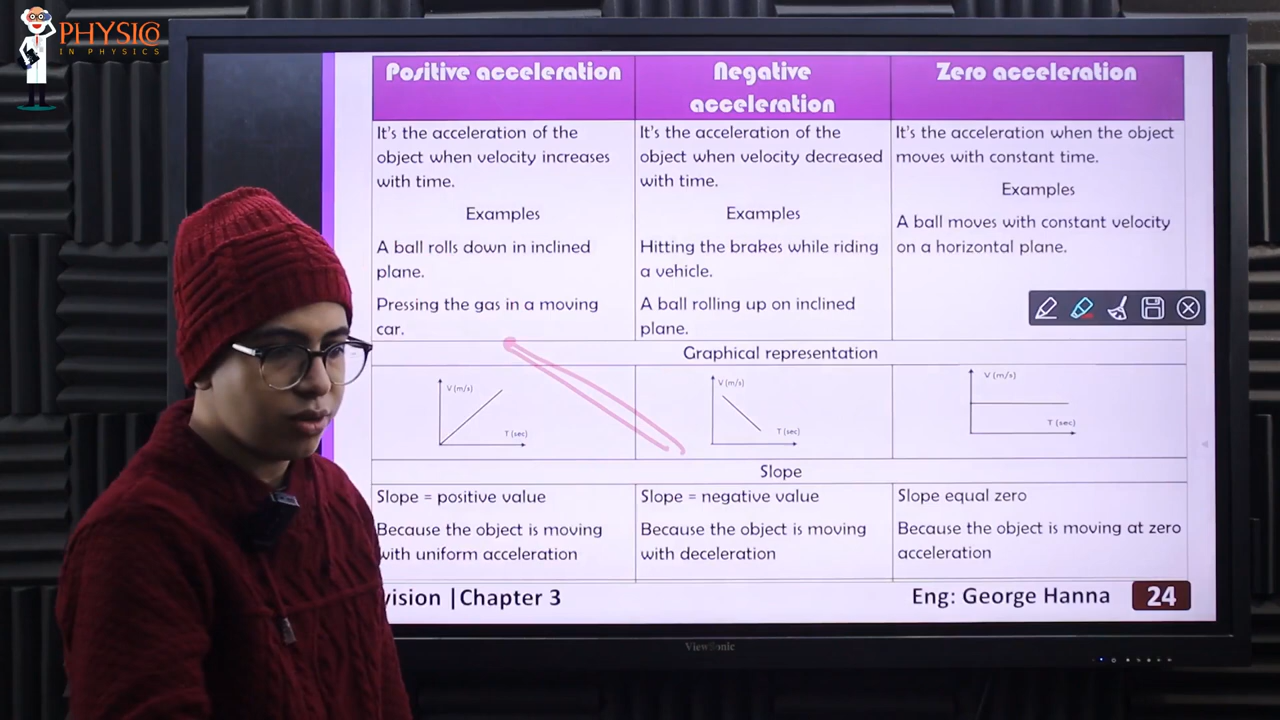 PHYSICO
IN PHYSICS
Positive acceleration
It's the acceleration of the
object when velocity increases
with time.
Examples
A ball rolls down in inclined
plane.
Pressing the gas in a moving
car.
Negative
acceleration
It's the acceleration of the
object when velocity decreased
with time.
Examples
Hitting the brakes while riding
a vehicle.
A ball rolling up on inclined
plane.
Zero acceleration
It's the acceleration when the object
moves with constant time.
Examples
A ball moves with constant velocity
on a horizontal plane.
Graphical representation
V (m/s)
T (sec)
V (m/s)
T (sec)
V (m/s)
T (sec)
Slope
Slope = positive value
Because the object is moving
with uniform acceleration
Slope = negative value
Because the object is moving
with deceleration
Slope equal zero
Because the object is moving at zero
acceleration
vision |Chapter 3
Eng: George Hanna
24
ViewSonic